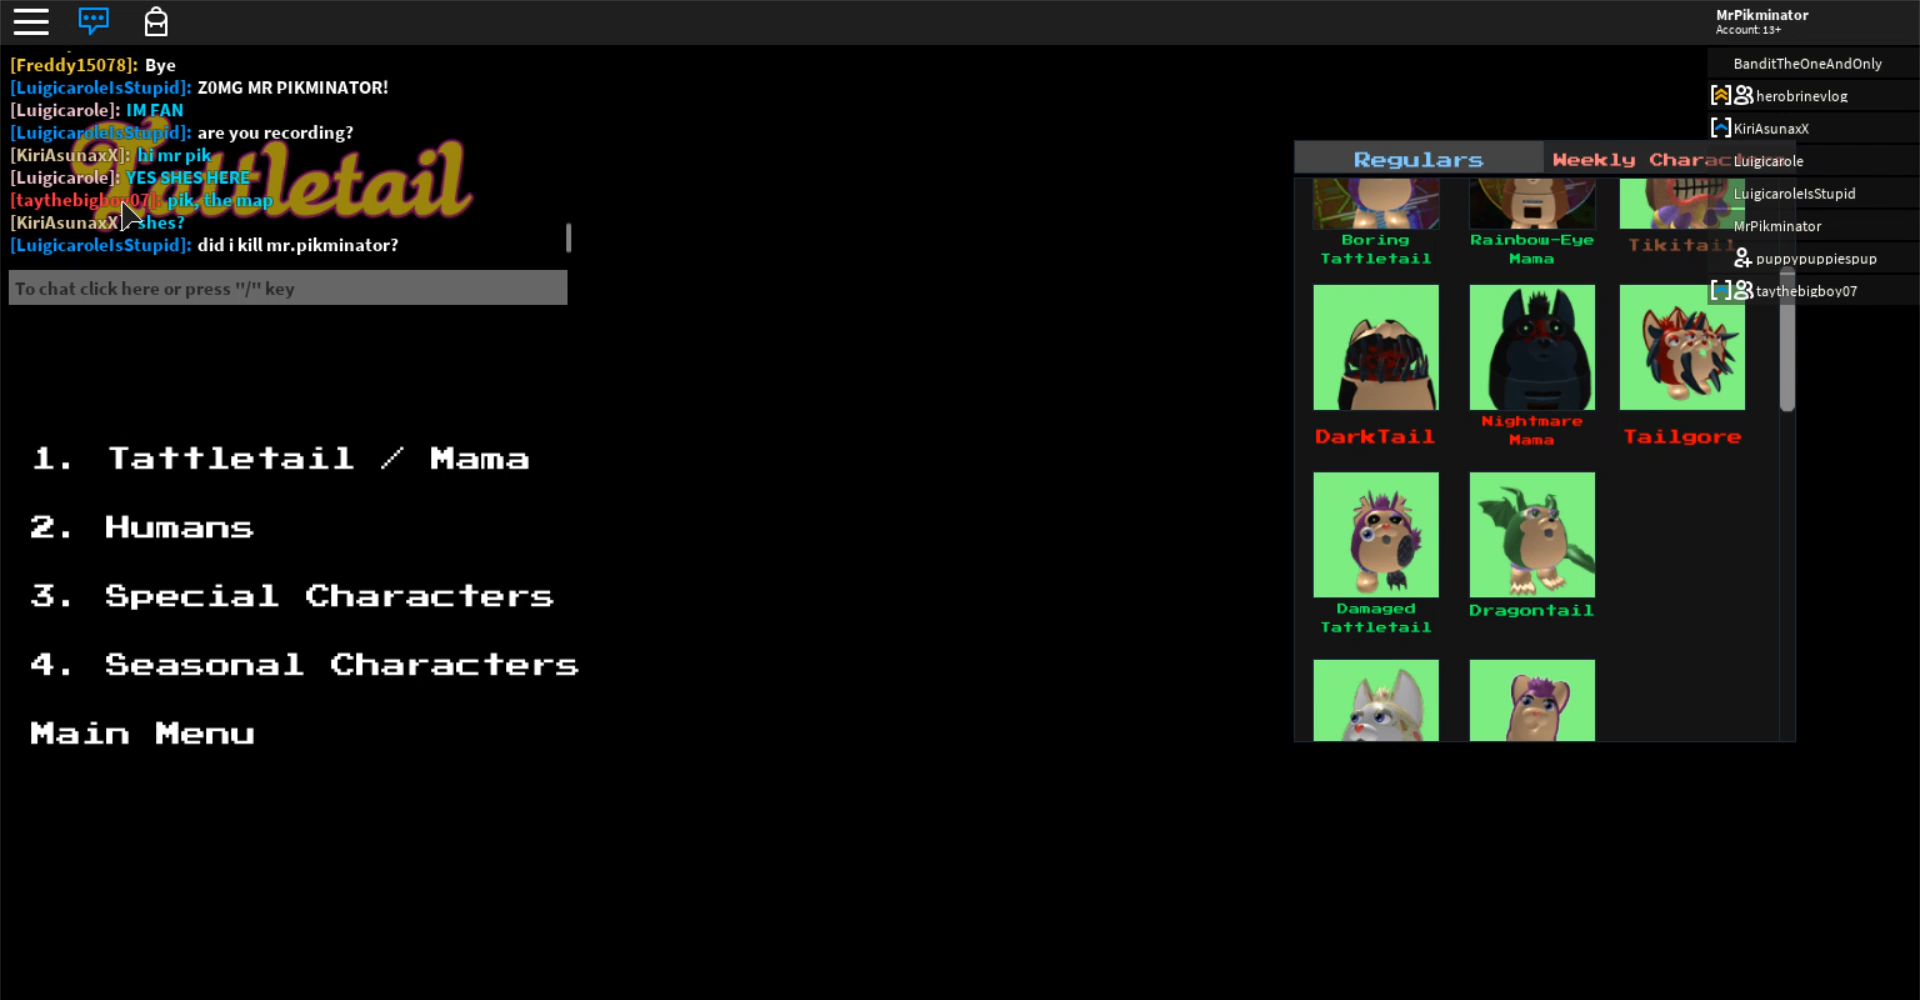 MrPikminator
Account: 13+
[Freddy15078]: Bye
[LuigicaroleIsStupid]: Z0MG MR PIKMINATOR!
[Luigicarole]: IM FAN
[LuigicaroleIsStupid]: are you recording?
[KiriAsunaxX]: hi mr pik
[Luigicarole]: YES SHES HERE
[taythebigboy07]: pik, the map
[KiriAsunaxX]: shes?
[LuigicaroleIsStupid]: did i kill mr.pikminator?
To chat click here or press "/" key
Tattletail
1. Tattletail / Mama
2. Humans
3. Special Characters
4. Seasonal Characters
Main Menu
BanditTheOneAndOnly
herobrinevlog
KiriAsunaxX
Luigicarole
LuigicaroleIsStupid
MrPikminator
puppypuppiespup
taythebigboy07
Regulars
Weekly Charac
Boring
Tattletail
Rainbow-Eye
Mama
Tikitail
DarkTail
Nightmare
Mama
Tailgore
Damaged
Tattletail
Dragontail